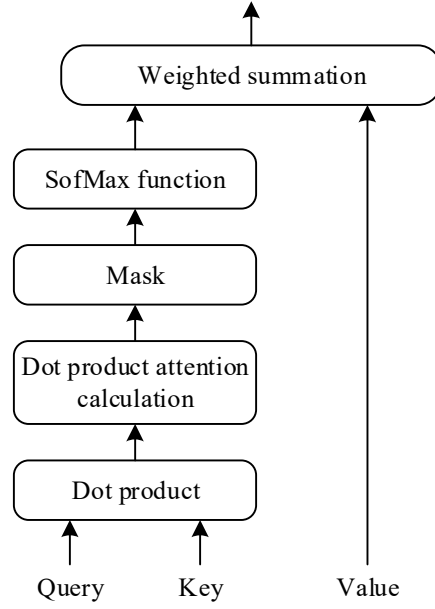 Weighted summation
SofMax function
Mask
Dot product attention
calculation
Dot product
Query Key Value